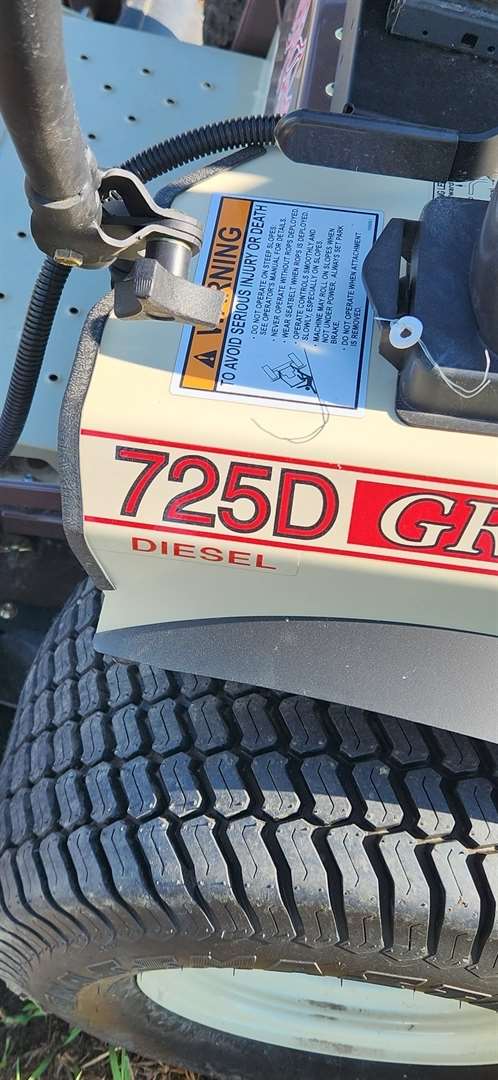 WARNING
TO AVOID SERIOUS INJURY OR DEATH
• DO NOT OPERATE ON STEEP SLOPES.
SEE OPERATOR'S MANUAL FOR DETAILS.
• NEVER OPERATE WITHOUT ROPS DEPLOYED.
• WEAR SEATBELT WHEN ROPS IS DEPLOYED.
• OPERATE CONTROLS SMOOTHLY AND
SLOWLY, ESPECIALLY ON SLOPES.
• MACHINE MAY ROLL ON SLOPES WHEN
NOT UNDER POWER. ALWAYS SET PARK
BRAKE.
• DO NOT OPERATE WHEN ATTACHMENT
IS REMOVED.
725D GR
DIESEL